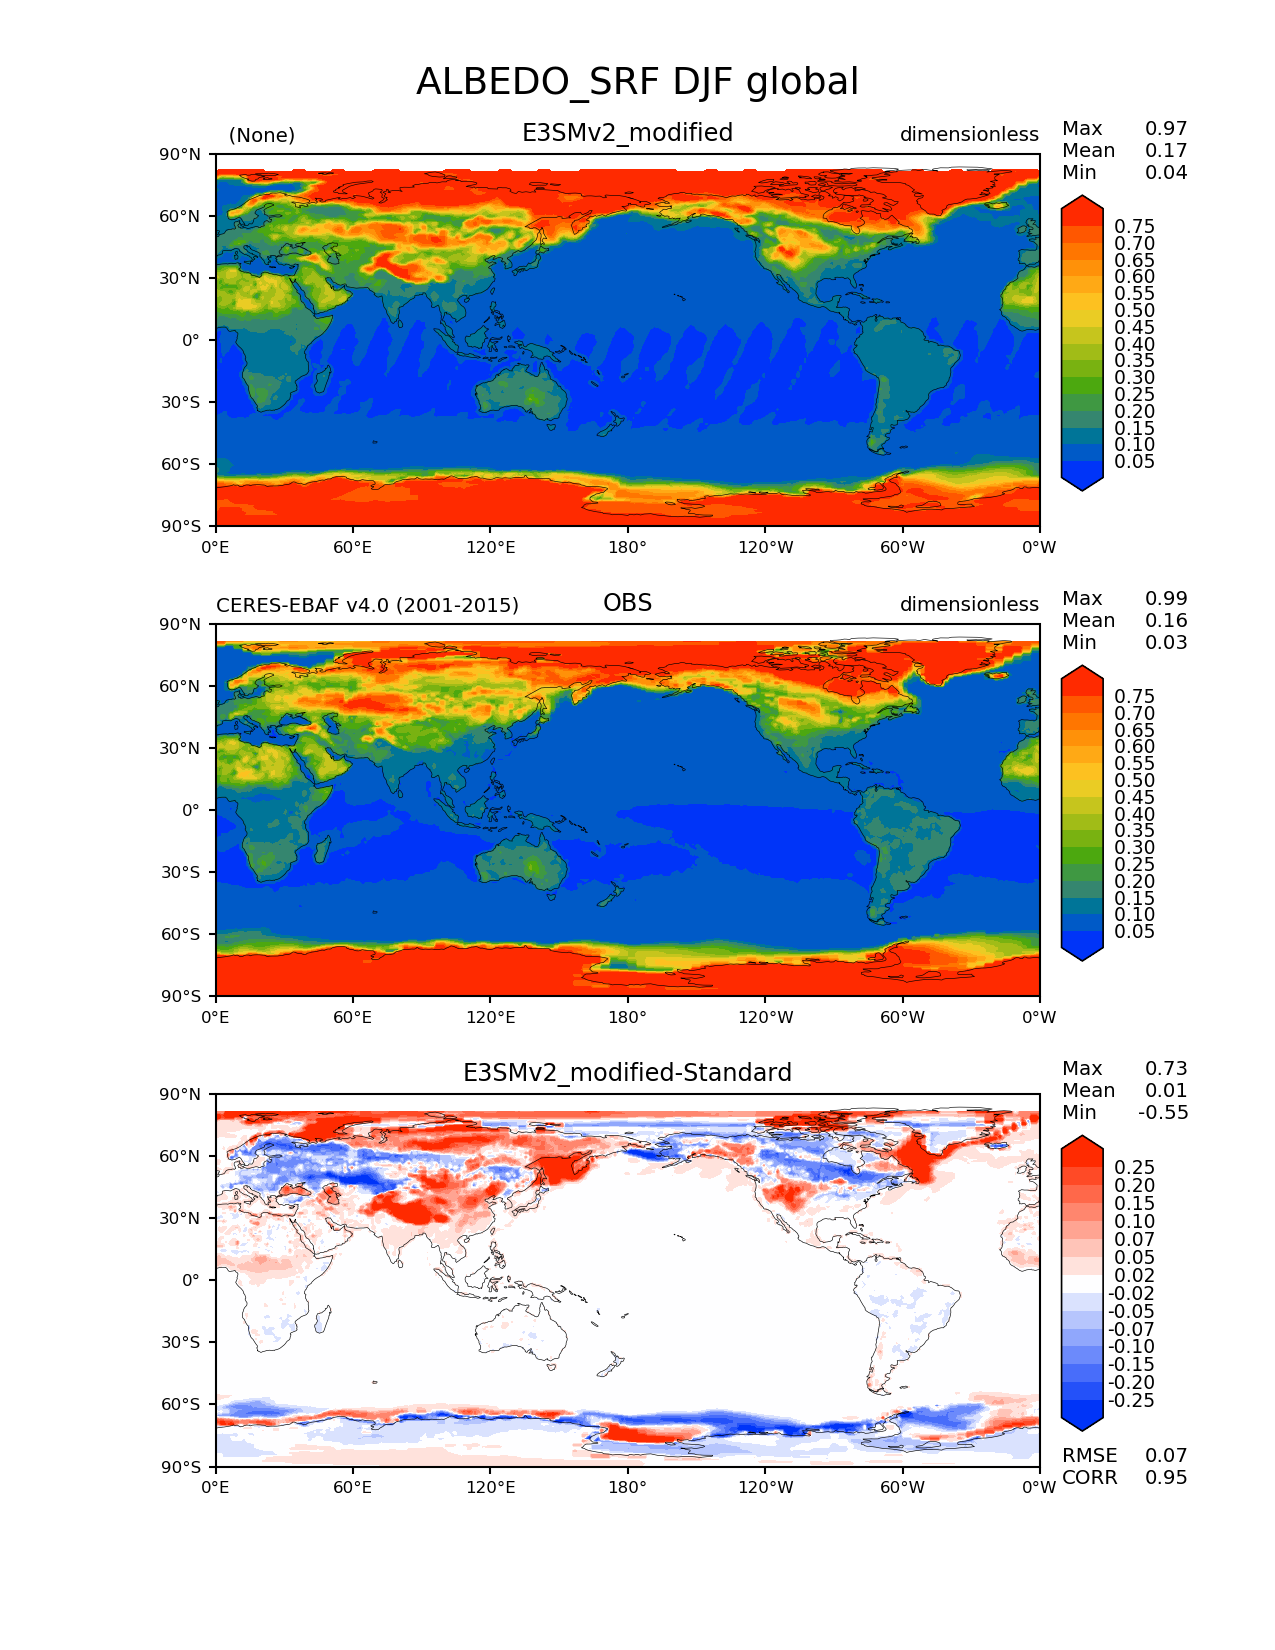 ALBEDO_SRF DJF global
(None) E3SMv2_modified dimensionless
Max 0.97
Mean 0.17
Min 0.04
90°N
60°N
30°N
0°
30°S
60°S
90°S
0°E 60°E 120°E 180° 120°W 60°W 0°W
0.75
0.70
0.65
0.60
0.55
0.50
0.45
0.40
0.35
0.30
0.25
0.20
0.15
0.10
0.05
CERES-EBAF v4.0 (2001-2015) OBS dimensionless
Max 0.99
Mean 0.16
Min 0.03
90°N
60°N
30°N
0°
30°S
60°S
90°S
0°E 60°E 120°E 180° 120°W 60°W 0°W
0.75
0.70
0.65
0.60
0.55
0.50
0.45
0.40
0.35
0.30
0.25
0.20
0.15
0.10
0.05
E3SMv2_modified-Standard
Max 0.73
Mean 0.01
Min -0.55
90°N
60°N
30°N
0°
30°S
60°S
90°S
0°E 60°E 120°E 180° 120°W 60°W 0°W
0.25
0.20
0.15
0.10
0.07
0.05
0.02
-0.02
-0.05
-0.07
-0.10
-0.15
-0.20
-0.25
RMSE 0.07
CORR 0.95